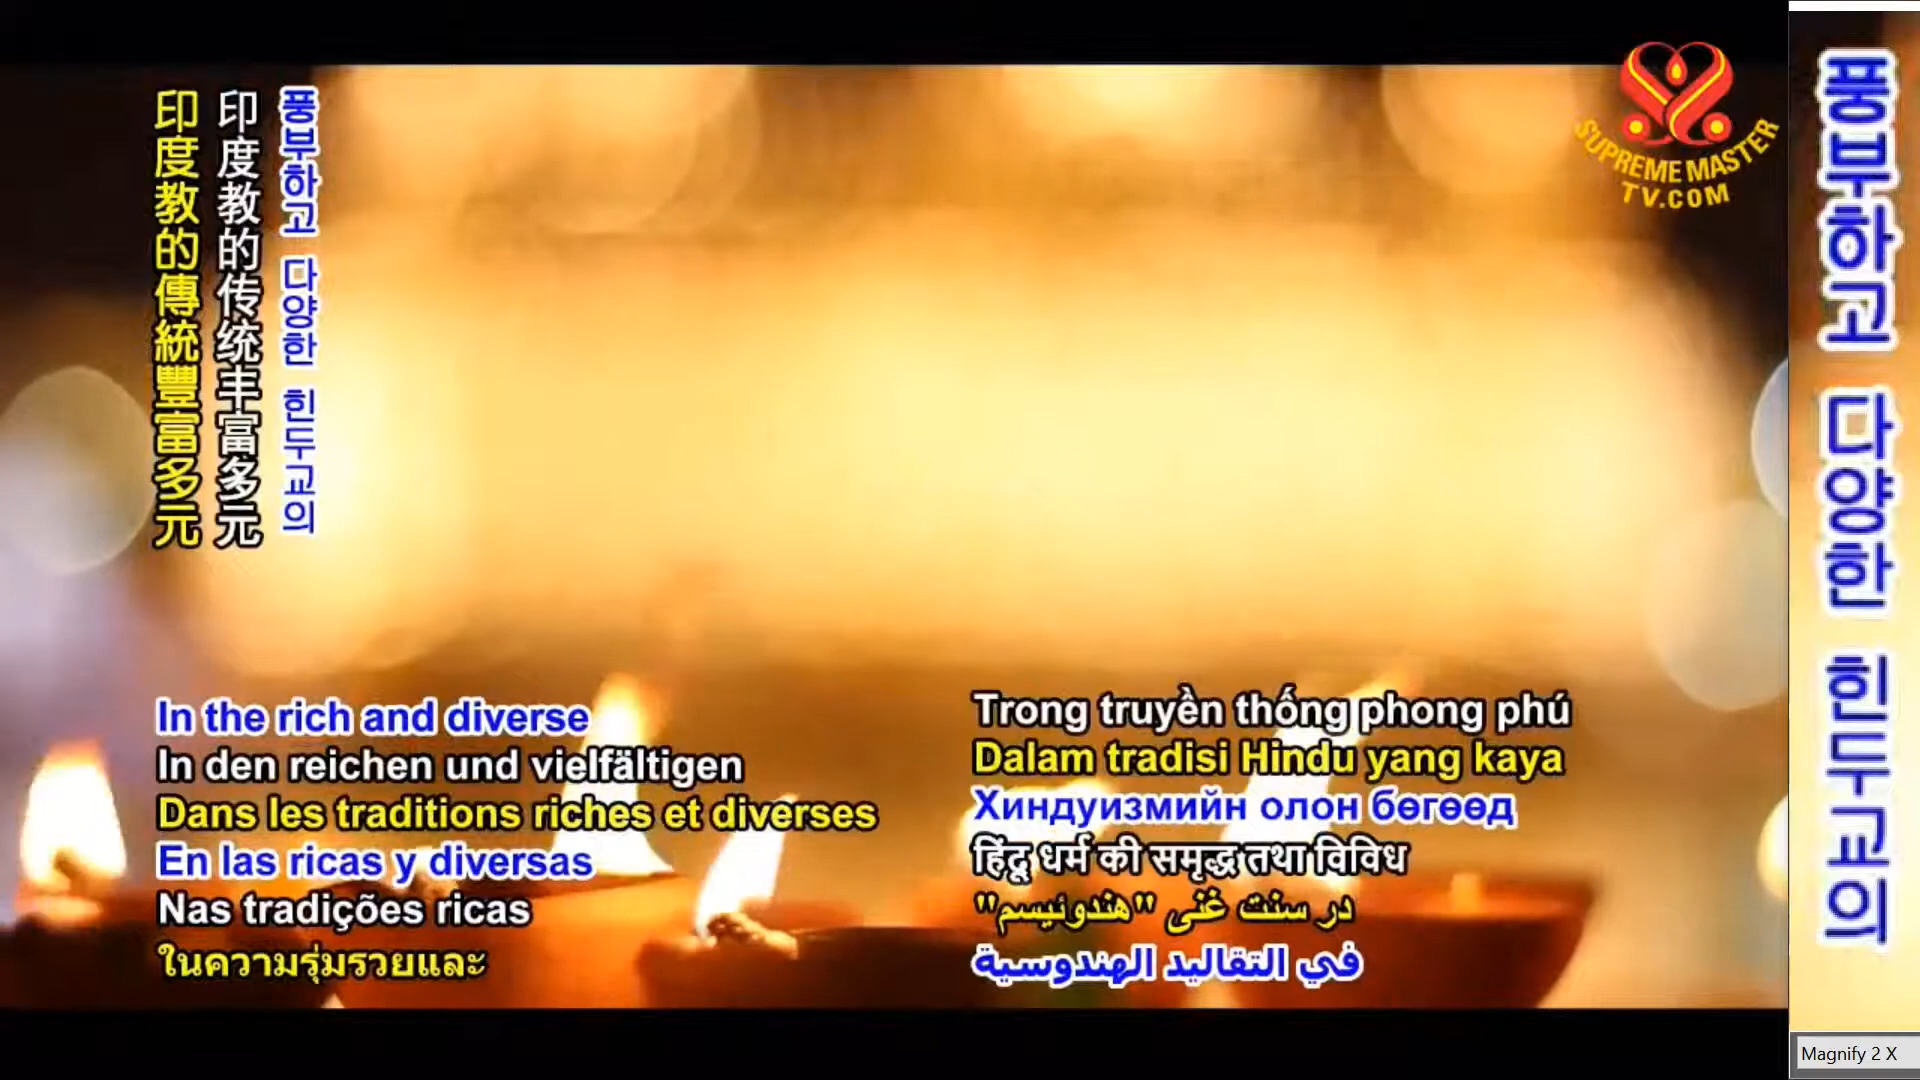 印度教的傳統豐富多元
印度教的传统丰富多元
풍부하고 다양한 힌두교의
SUPREME MASTER
TV.COM
In the rich and diverse
In den reichen und vielfältigen
Dans les traditions riches et diverses
En las ricas y diversas
Nas tradições ricas
ในความรุ่มรวยและ
Trong truyền thống phong phú
Dalam tradisi Hindu yang kaya
Хиндуизмийн олон бөгөөд
हिंदू धर्म की समृद्ध तथा विविध
در سنت غنی "هندوئیسم"
في التقاليد الهندوسية
풍부하고 다양한 힌두교의
Magnify 2 X